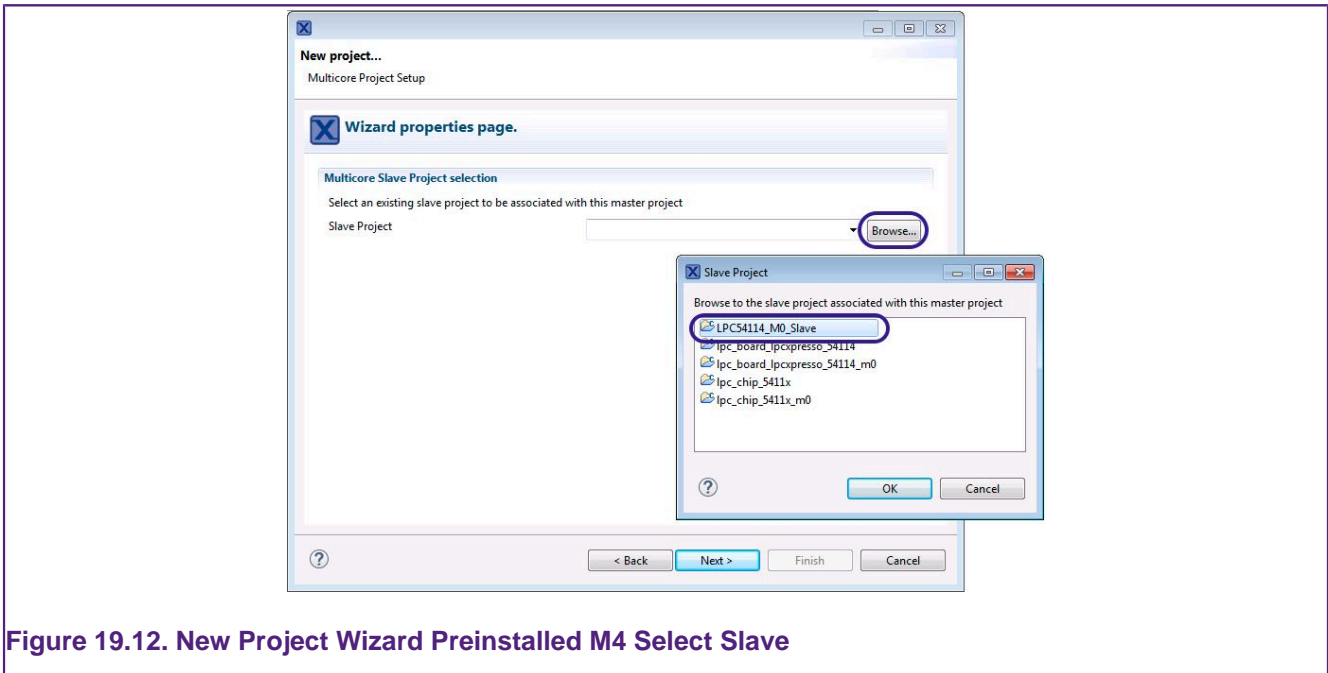 New project...
Multicore Project Setup
Wizard properties page.
Multicore Slave Project selection
Select an existing slave project to be associated with this master project
Slave Project
Browse...
Slave Project
Browse to the slave project associated with this master project
LPC54114_M0_Slave
lpc_board_lpcxpresso_54114
lpc_board_lpcxpresso_54114_m0
lpc_chip_5411x
lpc_chip_5411x_m0
OK Cancel
< Back Next > Finish Cancel
Figure 19.12. New Project Wizard Preinstalled M4 Select Slave